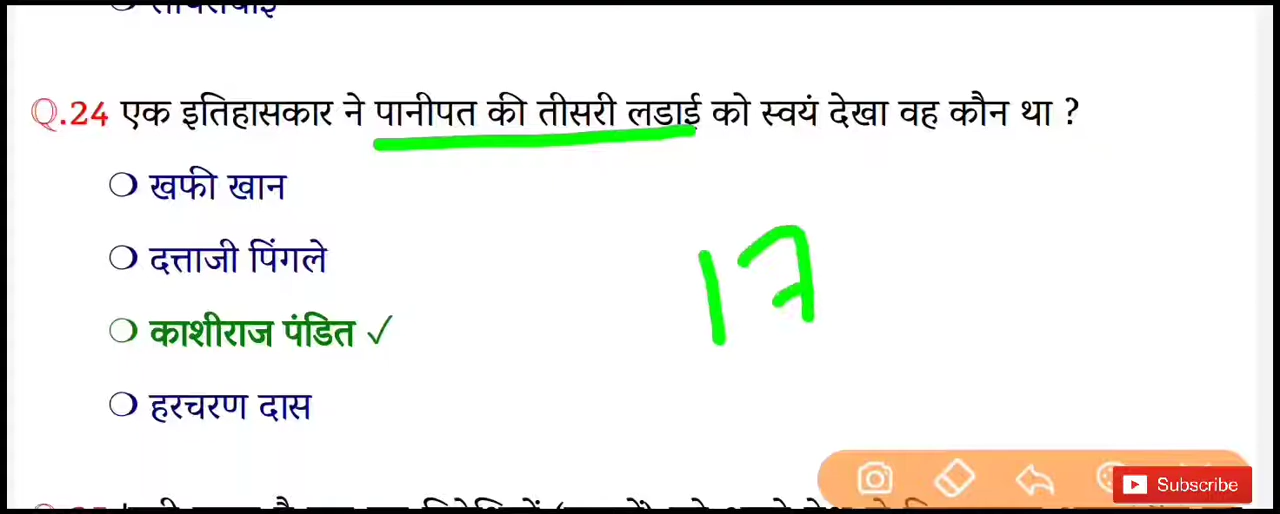 Q.24 एक इतिहासकार ने पानीपत की तीसरी लडाई को स्वयं देखा वह कौन था ?
खफी खान
दत्ताजी पिंगले
काशीराज पंडित ✓
हरचरण दास
17
Subscribe